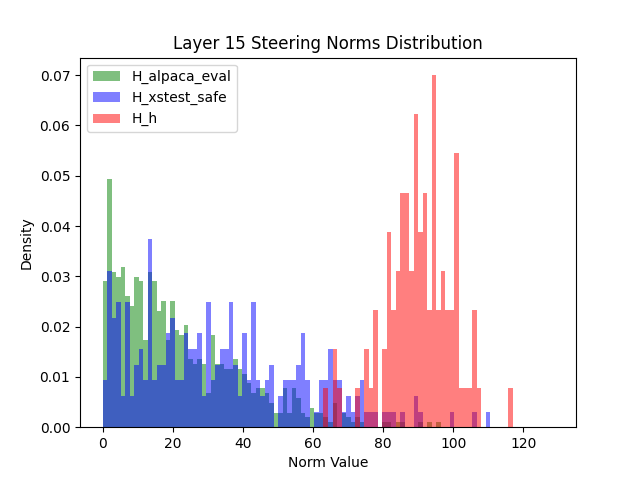 Layer 15 Steering Norms Distribution
H_alpaca_eval
H_xstest_safe
H_h
Density
0.07
0.06
0.05
0.04
0.03
0.02
0.01
0.00
0 20 40 60 80 100 120
Norm Value